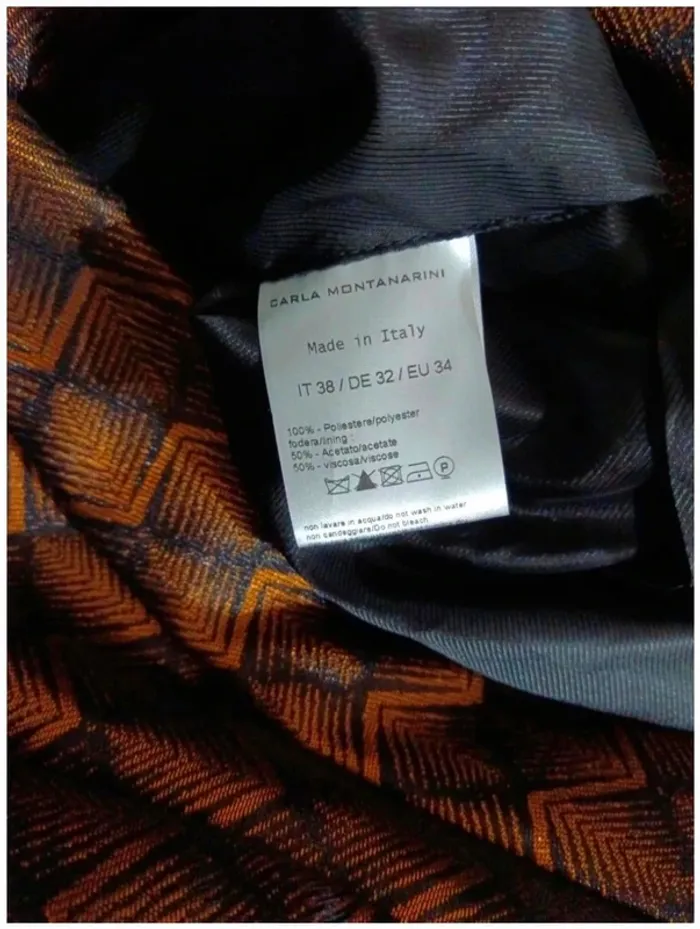 CARLA MONTANARINI
Made in Italy
IT 38 / DE 32 / EU 34
100% - Poliestere/polyester
fodera/lining :
50% - Acetato/acetate
50% - viscosa/viscose
P
non lavare in acqua/do not wash in water
non candeggiare/Do not bleach